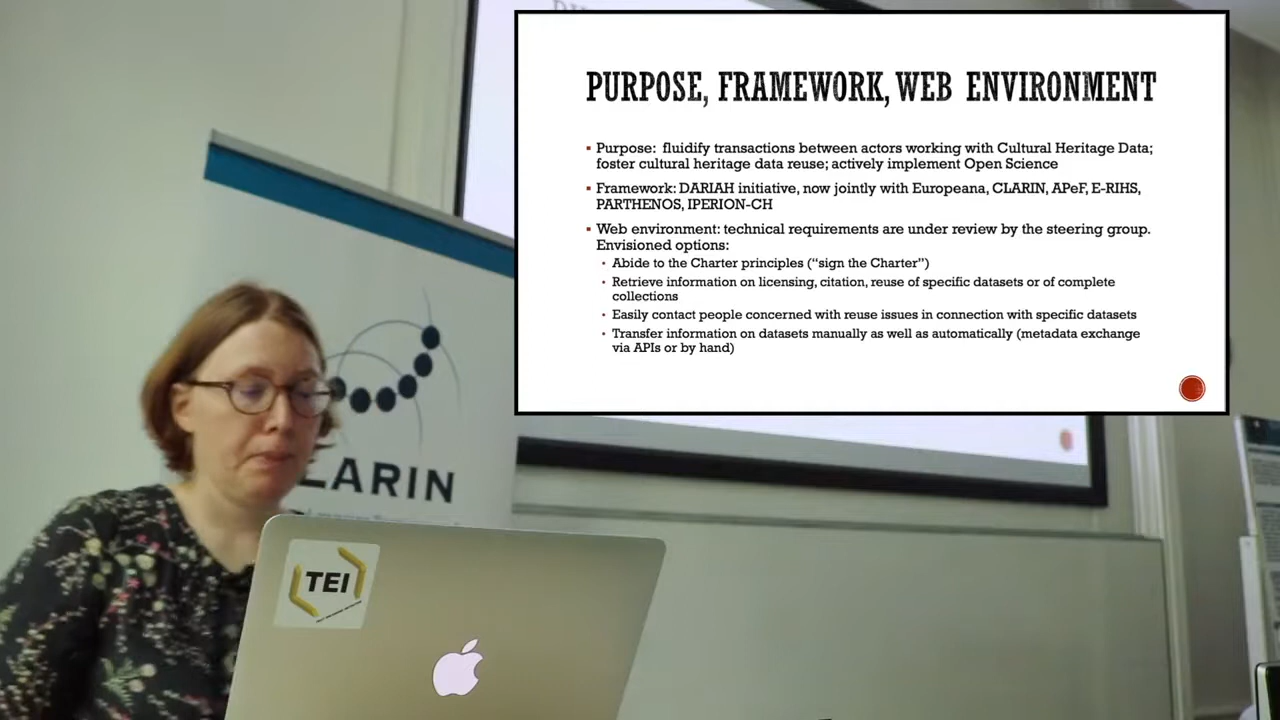 PURPOSE, FRAMEWORK, WEB ENVIRONMENT
Purpose: fluidify transactions between actors working with Cultural Heritage Data;
foster cultural heritage data reuse; actively implement Open Science
Framework: DARIAH initiative, now jointly with Europeana, CLARIN, APeF, E-RIHS,
PARTHENOS, IPERION-CH
Web environment: technical requirements are under review by the steering group.
Envisioned options:
Abide to the Charter principles (“sign the Charter”)
Retrieve information on licensing, citation, reuse of specific datasets or of complete
collections
Easily contact people concerned with reuse issues in connection with specific datasets
Transfer information on datasets manually as well as automatically (metadata exchange
via APIs or by hand)
LARIN
TEI